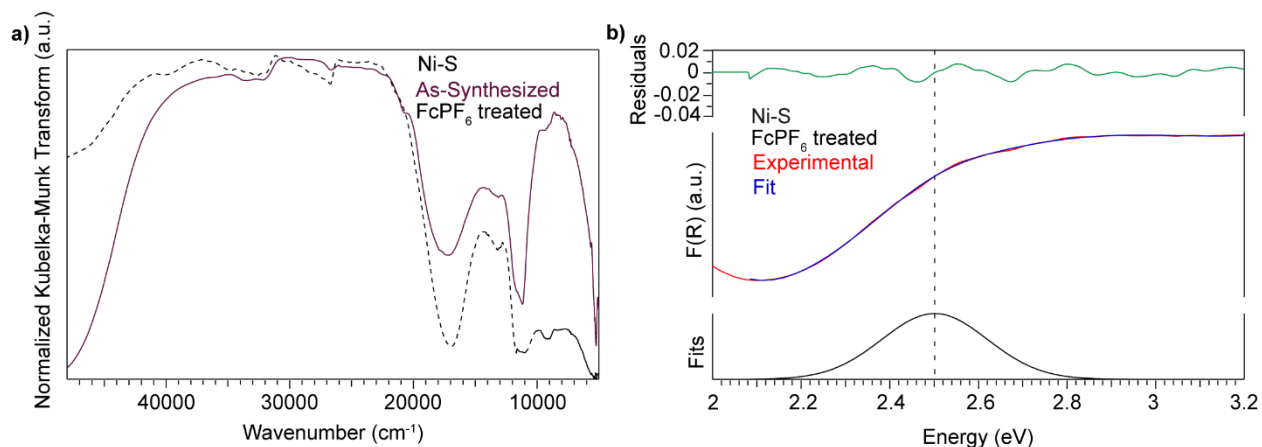 a)
Normalized Kubelka-Munk Transform (a.u.)
Ni-S
As-Synthesized
FcPF₆ treated
40000 30000 20000 10000
Wavenumber (cm⁻¹)
b)
Residuals
0.02
0
-0.02
-0.04
Ni-S
FcPF₆ treated
Experimental
Fit
F(R) (a.u.)
Fits
2 2.2 2.4 2.6 2.8 3.0 3.2
Energy (eV)